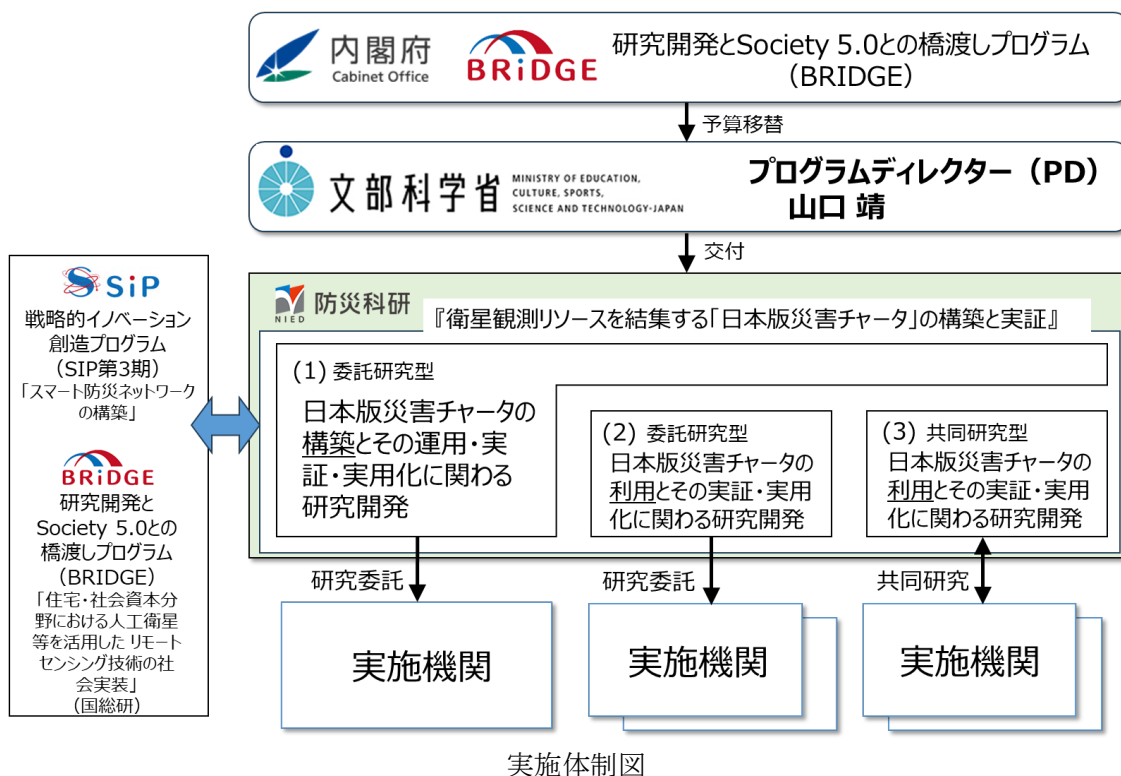 内閣府
Cabinet Office
BRiDGE
研究開発とSociety 5.0との橋渡しプログラム
（BRIDGE）
予算移替
文部科学省
MINISTRY OF EDUCATION,
CULTURE, SPORTS,
SCIENCE AND TECHNOLOGY-JAPAN
プログラムディレクター（PD）
山口 靖
交付
SiP
戦略的イノベーション
創造プログラム
(SIP第3期)
「スマート防災ネットワーク
の構築」
BRiDGE
研究開発と
Society 5.0との
橋渡しプログラム
（BRIDGE）
「住宅・社会資本分
野における人工衛星
等を活用した リモート
センシング技術の社
会実装」
(国総研)
NIED
防災科研
『衛星観測リソースを結集する「日本版災害チャータ」の構築と実証』
(1) 委託研究型
日本版災害チャータの
構築とその運用・実
証・実用化に関わる
研究開発
(2) 委託研究型
日本版災害チャータの
利用とその実証・実用
化に関わる研究開発
(3) 共同研究型
日本版災害チャータの
利用とその実証・実用
化に関わる研究開発
研究委託
研究委託
共同研究
実施機関
実施機関
実施機関
実施体制図